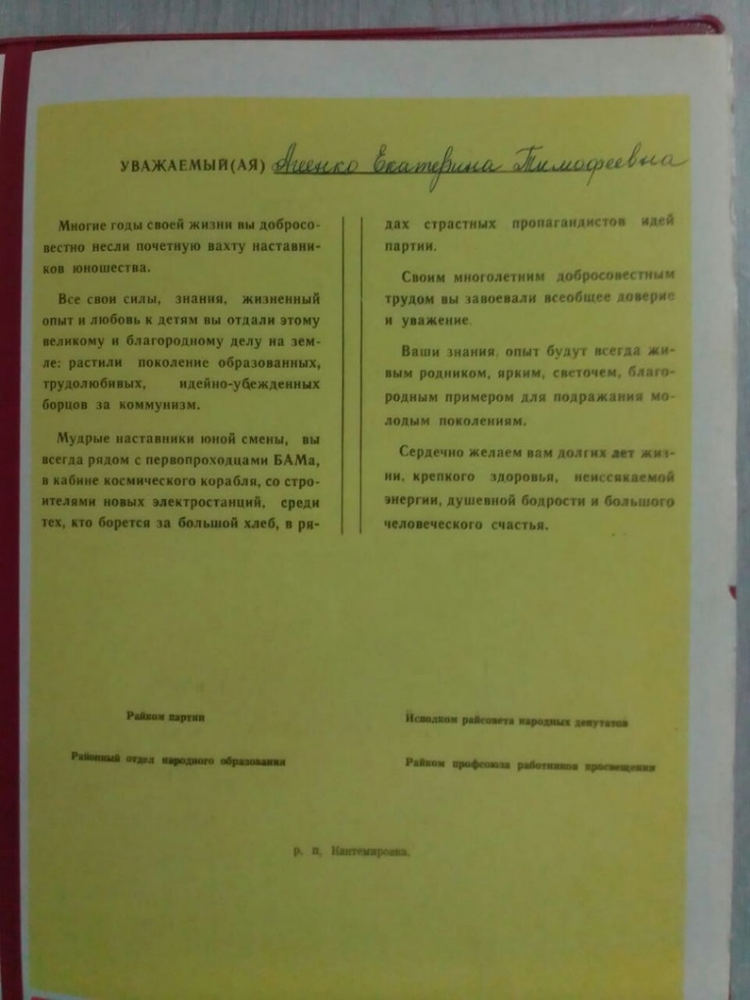 УВАЖАЕМЫЙ(АЯ) Екатерина Тимофеевна
Многие годы своей жизни вы добросо-
вестно несли почетную вахту наставни-
ков юношества.
Все свои силы, знания, жизненный
опыт и любовь к детям вы отдали этому
великому и благородному делу на зем-
ле: растили поколение образованных,
трудолюбивых, идейно-убежденных
борцов за коммунизм.
Мудрые наставники юной смены, вы
всегда рядом с первопроходцами БАМа,
в кабине космического корабля, со стро-
ителями новых электростанций, среди
тех, кто борется за большой хлеб, в ря-
дах страстных пропагандистов идей
партии.
Своим многолетним добросовестным
трудом вы завоевали всеобщее доверие
и уважение.
Ваши знания, опыт будут всегда жи-
вым родником, ярким, светочем, благо-
родным примером для подражания мо-
лодым поколениям.
Сердечно желаем вам долгих лет жиз-
ни, крепкого здоровья, неиссякаемой
энергии, душевной бодрости и большого
человеческого счастья.
Райком партии
Исполком райсовета народных депутатов
Районный отдел народного образования
Райком профсоюза работников просвещения
р. п. Кантемировка.